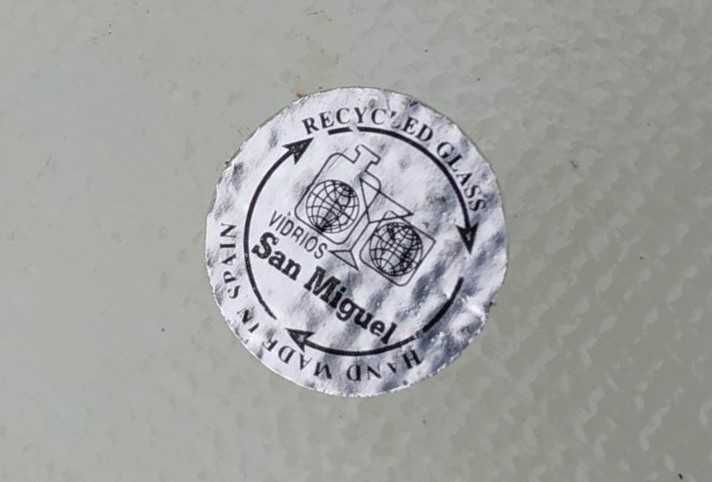 RECYCLED GLASS
VIDRIOS
San Miguel
HAND MADE IN SPAIN